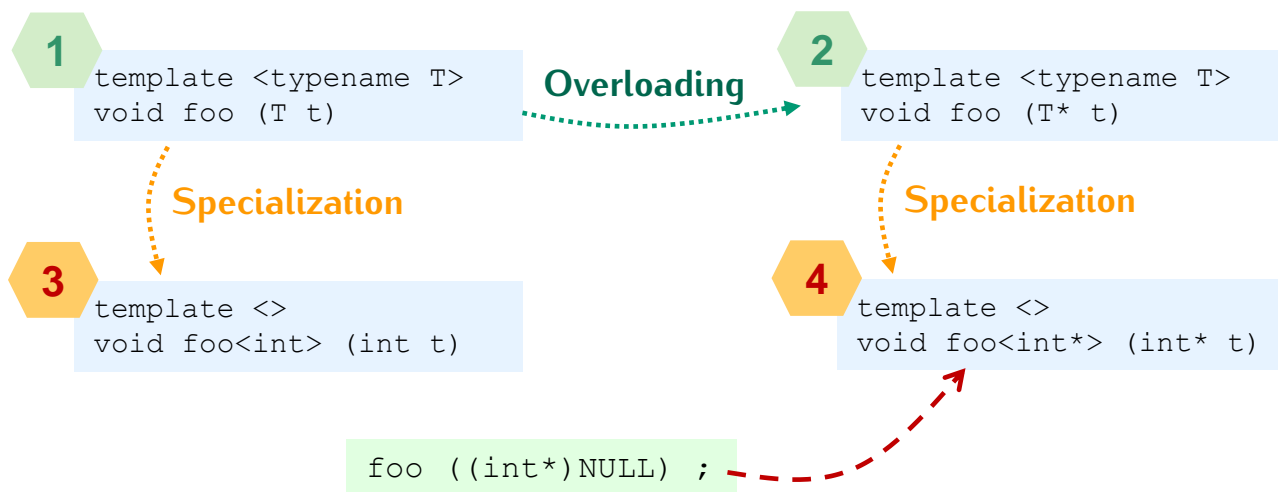 1
template <typename T>
void foo (T t)
Overloading
2
template <typename T>
void foo (T* t)
Specialization
Specialization
3
template <>
void foo<int> (int t)
4
template <>
void foo<int*> (int* t)
foo ((int*)NULL) ;